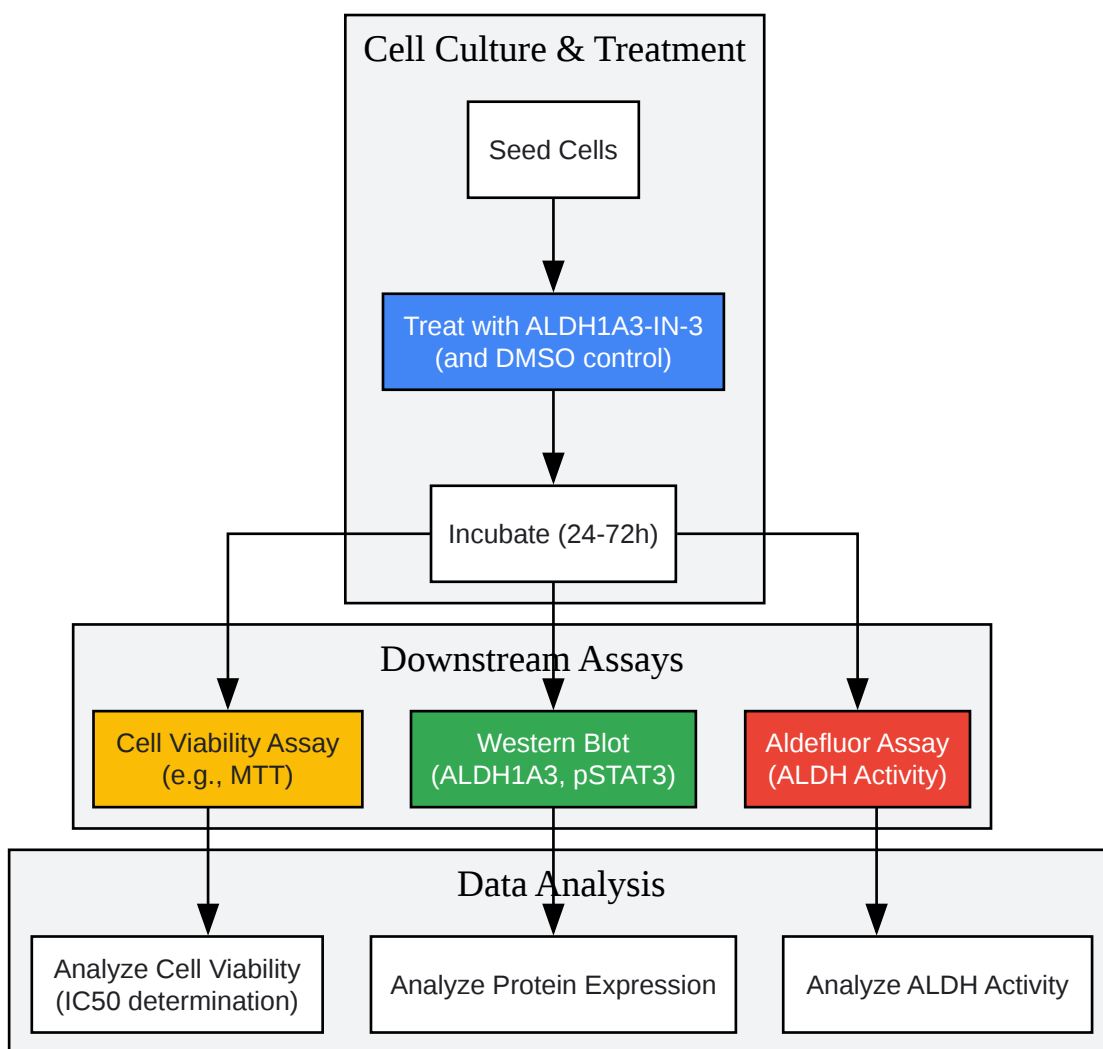 Cell Culture & Treatment
Seed Cells
Treat with ALDH1A3-IN-3
(and DMSO control)
Incubate (24-72h)
Downstream Assays
Cell Viability Assay
(e.g., MTT)
Western Blot
(ALDH1A3, pSTAT3)
Aldefluor Assay
(ALDH Activity)
Data Analysis
Analyze Cell Viability
(IC50 determination)
Analyze Protein Expression
Analyze ALDH Activity